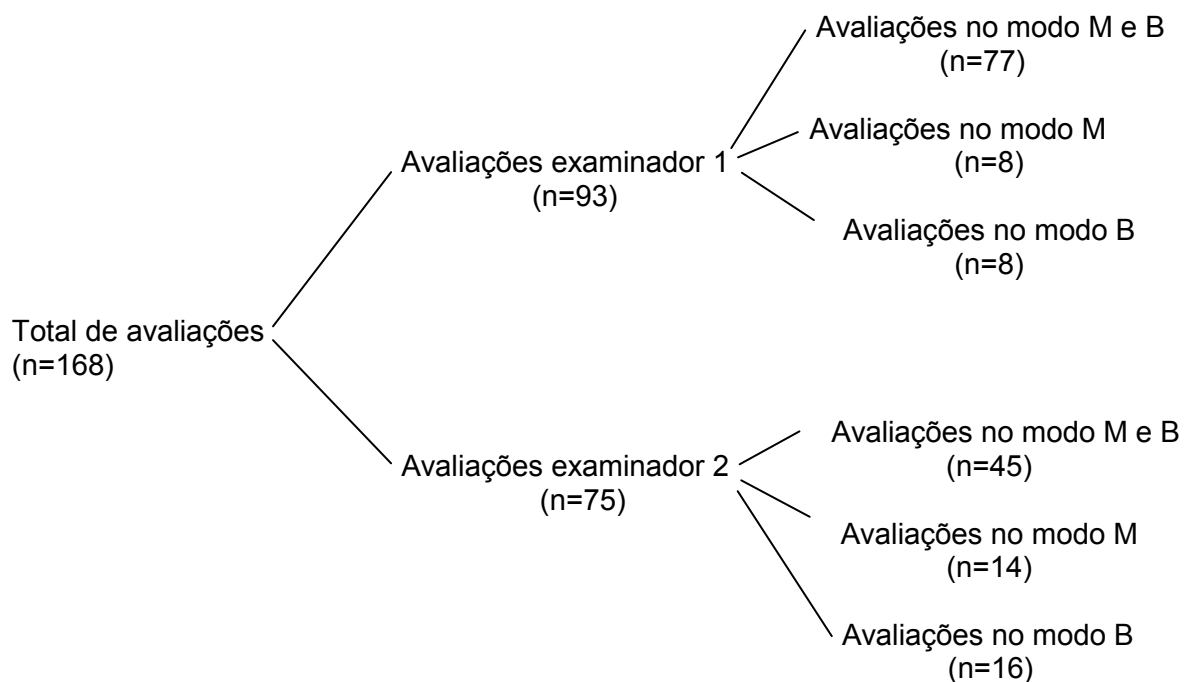 Avaliações no modo M e B
(n=77)
Avaliações no modo M
(n=8)
Avaliações examinador 1
(n=93)
Avaliações no modo B
(n=8)
Total de avaliações
(n=168)
Avaliações no modo M e B
(n=45)
Avaliações examinador 2
(n=75)
Avaliações no modo M
(n=14)
Avaliações no modo B
(n=16)